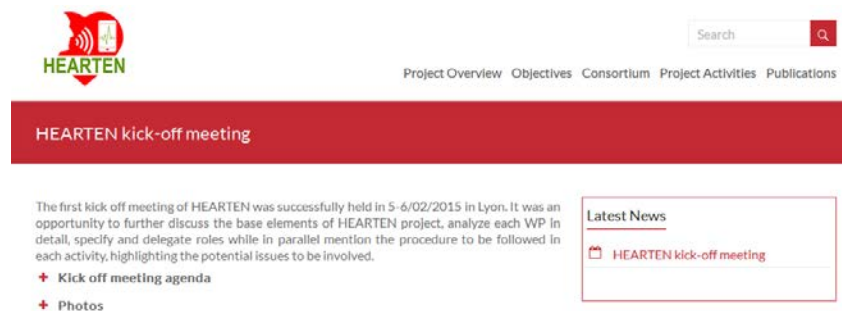 HEARTEN
Search
Project Overview Objectives Consortium Project Activities Publications
HEARTEN kick-off meeting
The first kick off meeting of HEARTEN was successfully held in 5-6/02/2015 in Lyon. It was an
opportunity to further discuss the base elements of HEARTEN project, analyze each WP in
detail, specify and delegate roles while in parallel mention the procedure to be followed in
each activity, highlighting the potential issues to be involved.
+ Kick off meeting agenda
+ Photos
Latest News
HEARTEN kick-off meeting